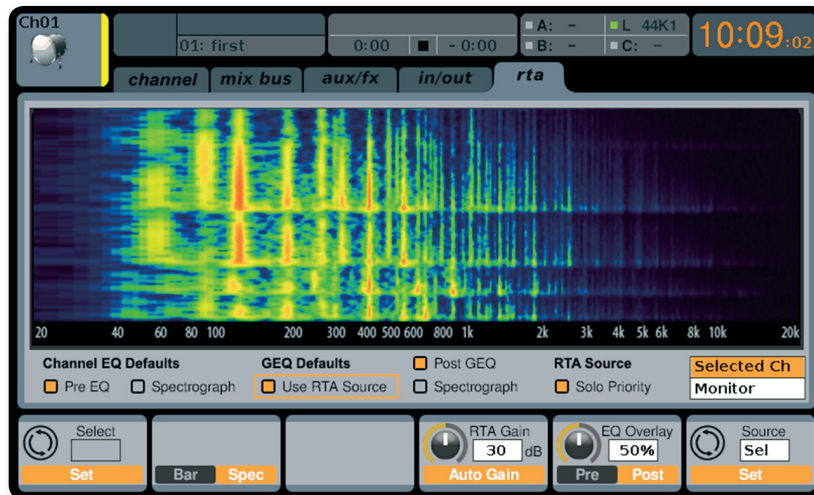 Ch01
01: first
0:00 - 0:00
A: - L 44K1
B: - C: -
10:09:02
channel mix bus aux/fx in/out rta
20 40 60 80 100 200 300 400 500 600 800 1k 2k 3k 4k 5k 6k 8k 10k 20k
Channel EQ Defaults GEQ Defaults Post GEQ RTA Source Selected Ch
Pre EQ Spectrograph Use RTA Source Spectrograph Solo Priority Monitor
Select RTA Gain EQ Overlay Source
30 dB 50% Sel
Set Bar Spec Auto Gain Pre Post Set